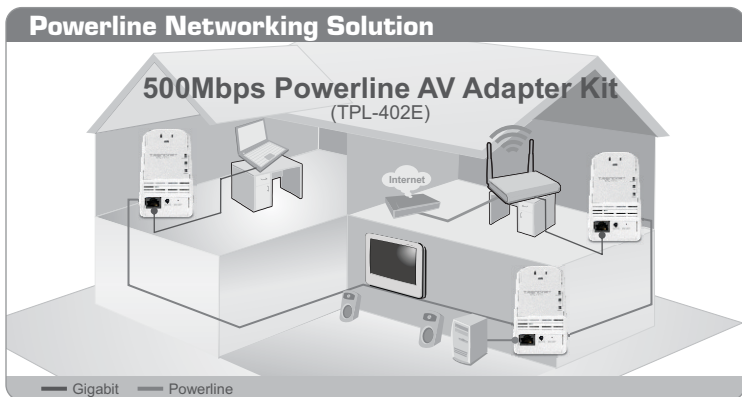 Powerline Networking Solution
500Mbps Powerline AV Adapter Kit
(TPL-402E)
Internet
Gigabit Powerline